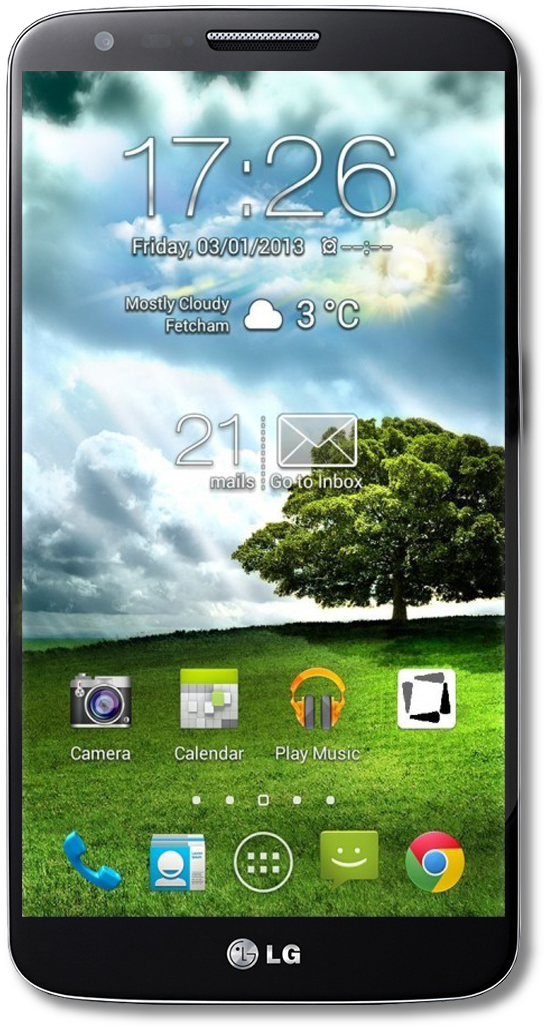 17:26
Friday, 03/01/2013 --:--
Mostly Cloudy
Fetcham
3 °C
21
mails
Go to Inbox
Camera Calendar Play Music
LG